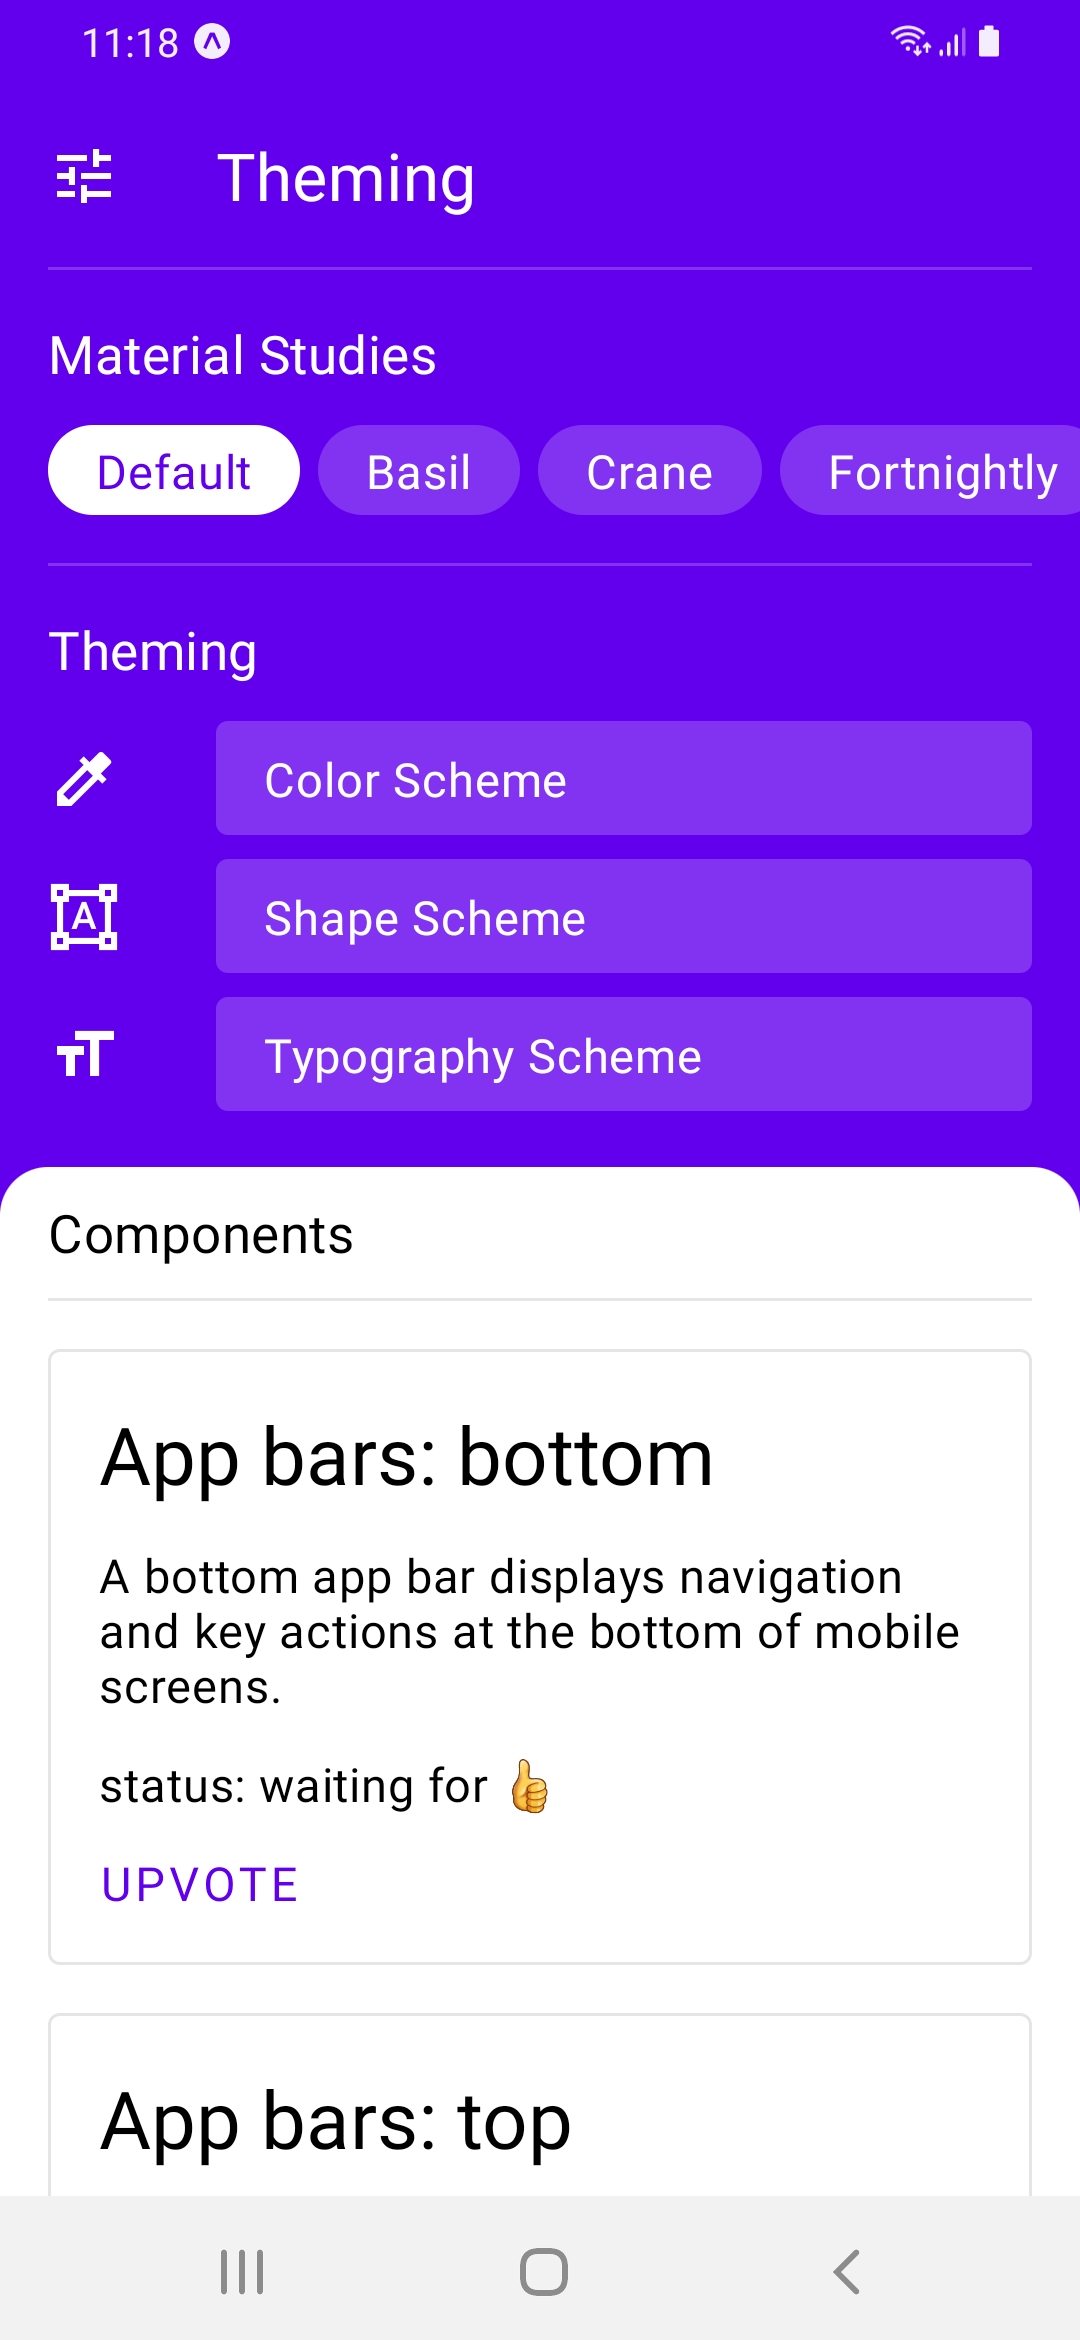 11:18
Theming
Material Studies
Default Basil Crane Fortnightly
Theming
Color Scheme
Shape Scheme
Typography Scheme
Components
App bars: bottom
A bottom app bar displays navigation
and key actions at the bottom of mobile
screens.
status: waiting for 👍
UPVOTE
App bars: top